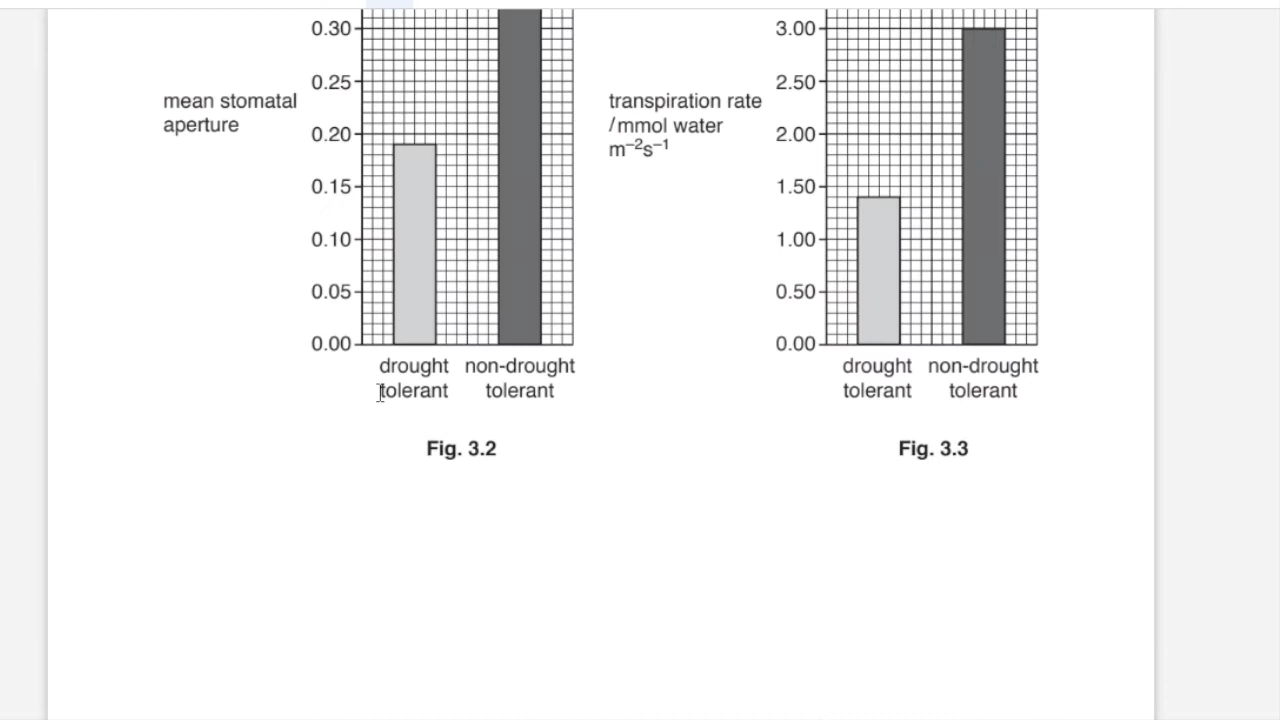 0.30
0.25
mean stomatal
aperture
0.20
0.15
0.10
0.05
0.00
drought
tolerant
non-drought
tolerant
Fig. 3.2
3.00
2.50
transpiration rate
/mmol water
m⁻²s⁻¹
2.00
1.50
1.00
0.50
0.00
drought
tolerant
non-drought
tolerant
Fig. 3.3